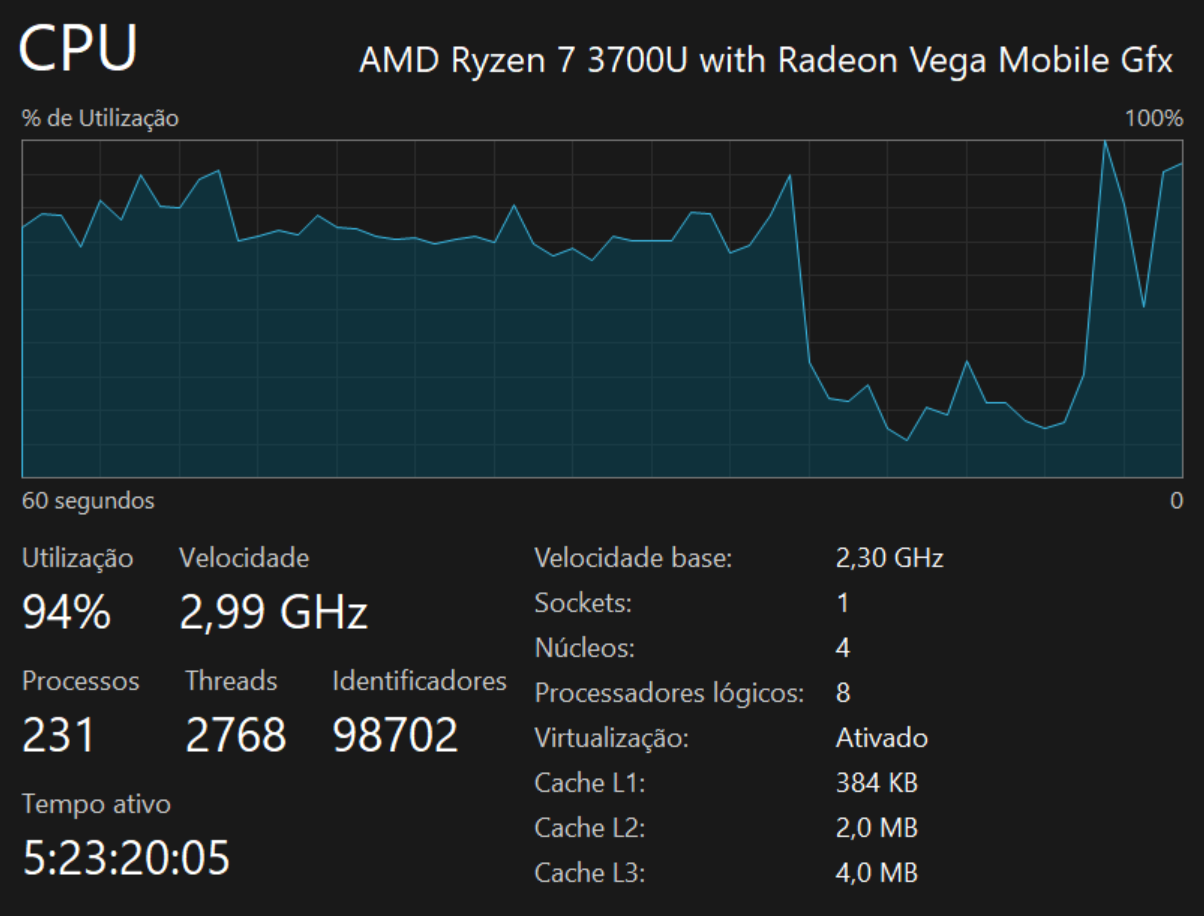 CPU
AMD Ryzen 7 3700U with Radeon Vega Mobile Gfx
% de Utilização
100%
60 segundos
0
Utilização
Velocidade
94%
2,99 GHz
Processos
Threads
Identificadores
231
2768
98702
Tempo ativo
5:23:20:05
Velocidade base:
2,30 GHz
Sockets:
1
Núcleos:
4
Processadores lógicos:
8
Virtualização:
Ativado
Cache L1:
384 KB
Cache L2:
2,0 MB
Cache L3:
4,0 MB